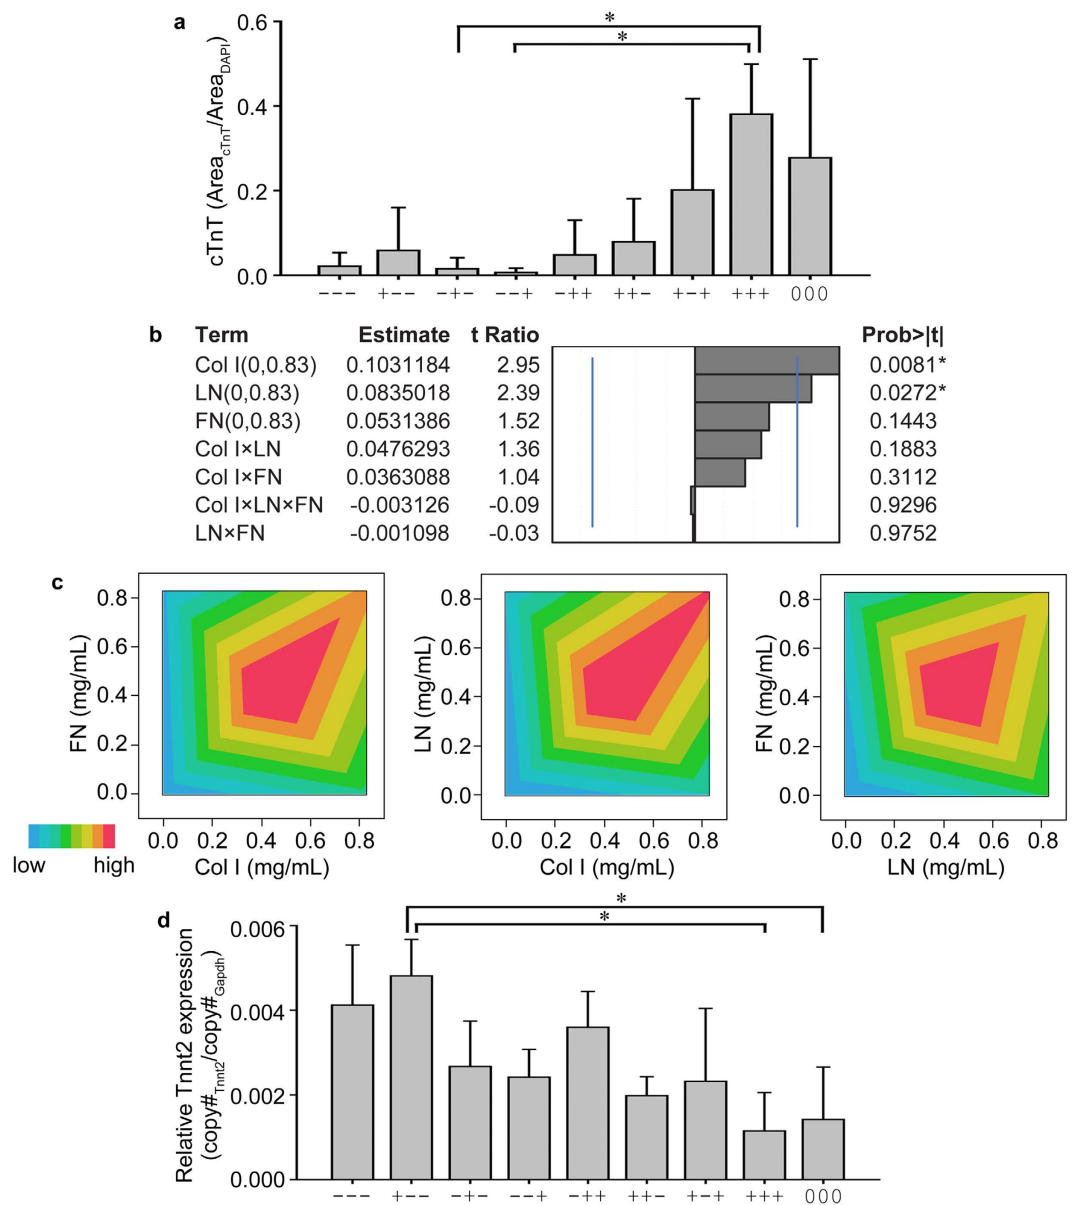 a
cTnT (Area_cTnT/Area_DAPI)
0.6
0.4
0.2
0.0
*
*
−−− +−− −+− −−+ −++ ++− +−+ +++ 000
b Term Estimate t Ratio Prob>|t|
Col I(0,0.83) 0.1031184 2.95 0.0081*
LN(0,0.83) 0.0835018 2.39 0.0272*
FN(0,0.83) 0.0531386 1.52 0.1443
Col I×LN 0.0476293 1.36 0.1883
Col I×FN 0.0363088 1.04 0.3112
Col I×LN×FN -0.003126 -0.09 0.9296
LN×FN -0.001098 -0.03 0.9752
c
FN (mg/mL)
0.8
0.6
0.4
0.2
0.0
0.0 0.2 0.4 0.6 0.8
Col I (mg/mL)
LN (mg/mL)
0.8
0.6
0.4
0.2
0.0
0.0 0.2 0.4 0.6 0.8
Col I (mg/mL)
FN (mg/mL)
0.8
0.6
0.4
0.2
0.0
0.0 0.2 0.4 0.6 0.8
LN (mg/mL)
low high
d
Relative Tnnt2 expression
(copy#_Tnnt2/copy#_Gapdh)
0.006
0.004
0.002
0.000
*
*
−−− +−− −+− −−+ −++ ++− +−+ +++ 000